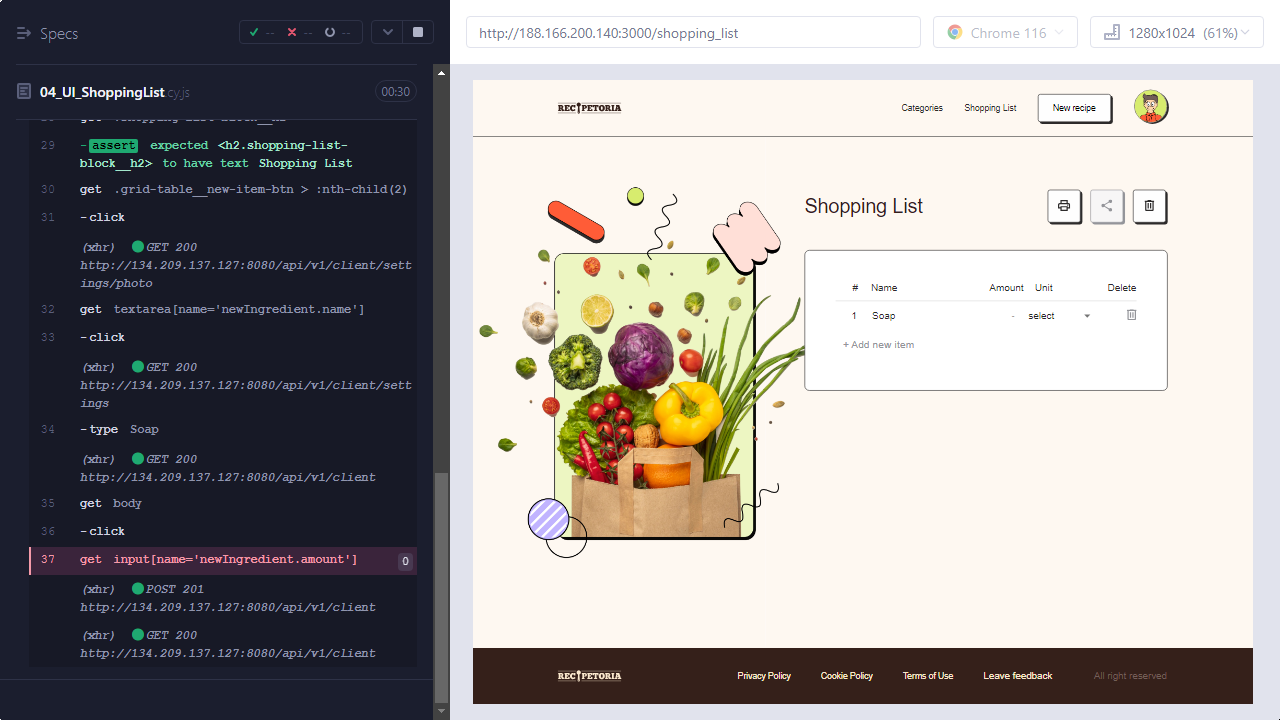 Specs
-- -- --
04_UI_ShoppingList.cy.js
00:30
29 -assert expected <h2.shopping-list-
block__h2> to have text Shopping List
30 get .grid-table__new-item-btn > :nth-child(2)
31 -click
(xhr) GET 200
http://134.209.137.127:8080/api/v1/client/sett
ings/photo
32 get textarea[name='newIngredient.name']
33 -click
(xhr) GET 200
http://134.209.137.127:8080/api/v1/client/sett
ings
34 -type Soap
(xhr) GET 200
http://134.209.137.127:8080/api/v1/client
35 get body
36 -click
37 get input[name='newIngredient.amount'] 0
(xhr) POST 201
http://134.209.137.127:8080/api/v1/client
(xhr) GET 200
http://134.209.137.127:8080/api/v1/client
http://188.166.200.140:3000/shopping_list
Chrome 116
1280x1024 (61%)
RECIPETORIA
Categories
Shopping List
New recipe
Shopping List
# Name Amount Unit Delete
1 Soap - select
+ Add new item
RECIPETORIA
Privacy Policy
Cookie Policy
Terms of Use
Leave feedback
All right reserved